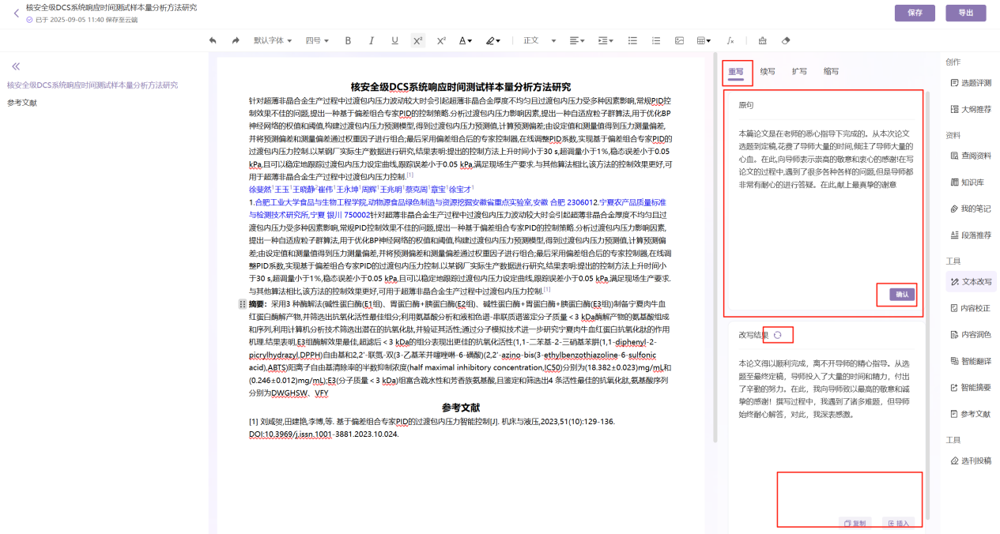 核安全级DCS系统响应时间测试样本量分析方法研究
已于 2025-09-05 11:40 保存至云端
保存
导出
默认字体
四号
B
I
U
X²
X²
A
正文
核安全级DCS系统响应时间测试样本量分析方法研究
参考文献
核安全级DCS系统响应时间测试样本量分析方法研究
针对超薄非晶合金生产过程中过渡包内压力波动较大时会引起超薄非晶合金厚度不均匀且过渡包内压力受多种因素影响,常规PID控
制效果不佳的问题,提出一种基于偏差组合专家PID的控制策略.分析过渡包内压力影响因素,提出一种自适应粒子群算法,用于优化BP
神经网络的权值和阈值,构建过渡包内压力预测模型,得到过渡包内压力预测值,计算预测偏差;由设定值和测量值得到压力测量偏差,
并将预测偏差和测量偏差通过权重因子进行组合;最后采用偏差组合后的专家控制器,在线调整PID系数,实现基于偏差组合专家PID的
过渡包内压力控制.以某钢厂实际生产数据进行研究,结果表明:提出的控制方法上升时间小于30 s,超调量小于1%,稳态误差小于0.05
kPa,且可以稳定地跟踪过渡包内压力设定曲线,跟踪误差小于0.05 kPa,满足现场生产要求.与其他算法相比,该方法的控制效果更好,可
用于超薄非晶合金生产过程中过渡包内压力控制.[1]
徐斐然1王玉1王晓静2崔伟1王永坤1周辉1王兆明1蔡克周1章宝1徐宝才1
1.合肥工业大学食品与生物工程学院,动物源食品绿色制造与资源挖掘安徽省重点实验室,安徽 合肥 2306012.宁夏农产品质量标准
与检测技术研究所,宁夏 银川 750002针对超薄非晶合金生产过程中过渡包内压力波动较大时会引起超薄非晶合金厚度不均匀且过
渡包内压力受多种因素影响,常规PID控制效果不佳的问题,提出一种基于偏差组合专家PID的控制策略.分析过渡包内压力影响因素,
提出一种自适应粒子群算法,用于优化BP神经网络的权值和阈值,构建过渡包内压力预测模型,得到过渡包内压力预测值,计算预测偏
差;由设定值和测量值得到压力测量偏差,并将预测偏差和测量偏差通过权重因子进行组合;最后采用偏差组合后的专家控制器,在线调
整PID系数,实现基于偏差组合专家PID的过渡包内压力控制.以某钢厂实际生产数据进行研究,结果表明:提出的控制方法上升时间小
于30 s,超调量小于1%,稳态误差小于0.05 kPa,且可以稳定地跟踪过渡包内压力设定曲线,跟踪误差小于0.05 kPa,满足现场生产要求.
与其他算法相比,该方法的控制效果更好,可用于超薄非晶合金生产过程中过渡包内压力控制.[1]
摘要: 采用3 种酶解法(碱性蛋白酶(E1组)、胃蛋白酶+胰蛋白酶(E2组)、碱性蛋白酶+胃蛋白酶+胰蛋白酶(E3组))制备宁夏肉牛血
红蛋白酶解产物,并筛选出抗氧化活性最佳组分;利用氨基酸分析和液相色谱-串联质谱鉴定分子质量＜3 kDa酶解产物的氨基酸组成
和序列,利用计算机分析技术筛选出潜在的抗氧化肽,并验证其活性;通过分子模拟技术进一步研究宁夏肉牛血红蛋白抗氧化肽的作用
机理.结果表明,E3组酶解效果最佳,超滤后＜3 kDa的组分表现出更佳的抗氧化活性(1,1-二苯基-2-三硝基苯肼(1,1-diphenyl-2-
picrylhydrazyl,DPPH)自由基和2,2'-联氮-双(3-乙基苯并噻唑啉-6-磺酸)(2,2'-azino-bis(3-ethylbenzothiazoline-6-sulfonic
acid),ABTS)阳离子自由基清除率的半数抑制浓度(half maximal inhibitory concentration,IC50)分别为(18.382±0.023)mg/mL和
(0.246±0.012)mg/mL);E3(分子质量＜3 kDa)组富含疏水性和芳香族氨基酸,且鉴定和筛选出4 条活性最佳的抗氧化肽,氨基酸序列
分别为DWGHSW、VFY
参考文献
[1] 刘咸贺,田建艳,李博,等. 基于偏差组合专家PID的过渡包内压力智能控制[J]. 机床与液压,2023,51(10):129-136.
DOI:10.3969/j.issn.1001-3881.2023.10.024.
重写
续写
扩写
缩写
原句
本篇论文是在老师的悉心指导下完成的。从本次论文
选题到定稿,花费了导师大量的时间,倾注了导师大量的
心血。在此,向导师表示崇高的敬意和衷心的感谢!在写
论文的过程中,遇到了很多各种各样的问题,但是导师都
非常有耐心的进行答疑。在此,献上最真挚的谢意
确认
改写结果
本论文得以顺利完成，离不开导师的精心指导。从选
题至最终定稿，导师投入了大量的时间和精力，付出
了辛勤的努力。在此，我向导师致以最高的敬意和诚
挚的感谢！撰写过程中，我遇到了诸多难题，但导师
始终耐心解答，对此，我深表感激。
复制
插入
创作
选题评测
大纲推荐
资料
查阅资料
知识库
我的笔记
段落推荐
工具
文本改写
内容校正
内容润色
智能翻译
智能摘要
参考文献
工具
选刊投稿